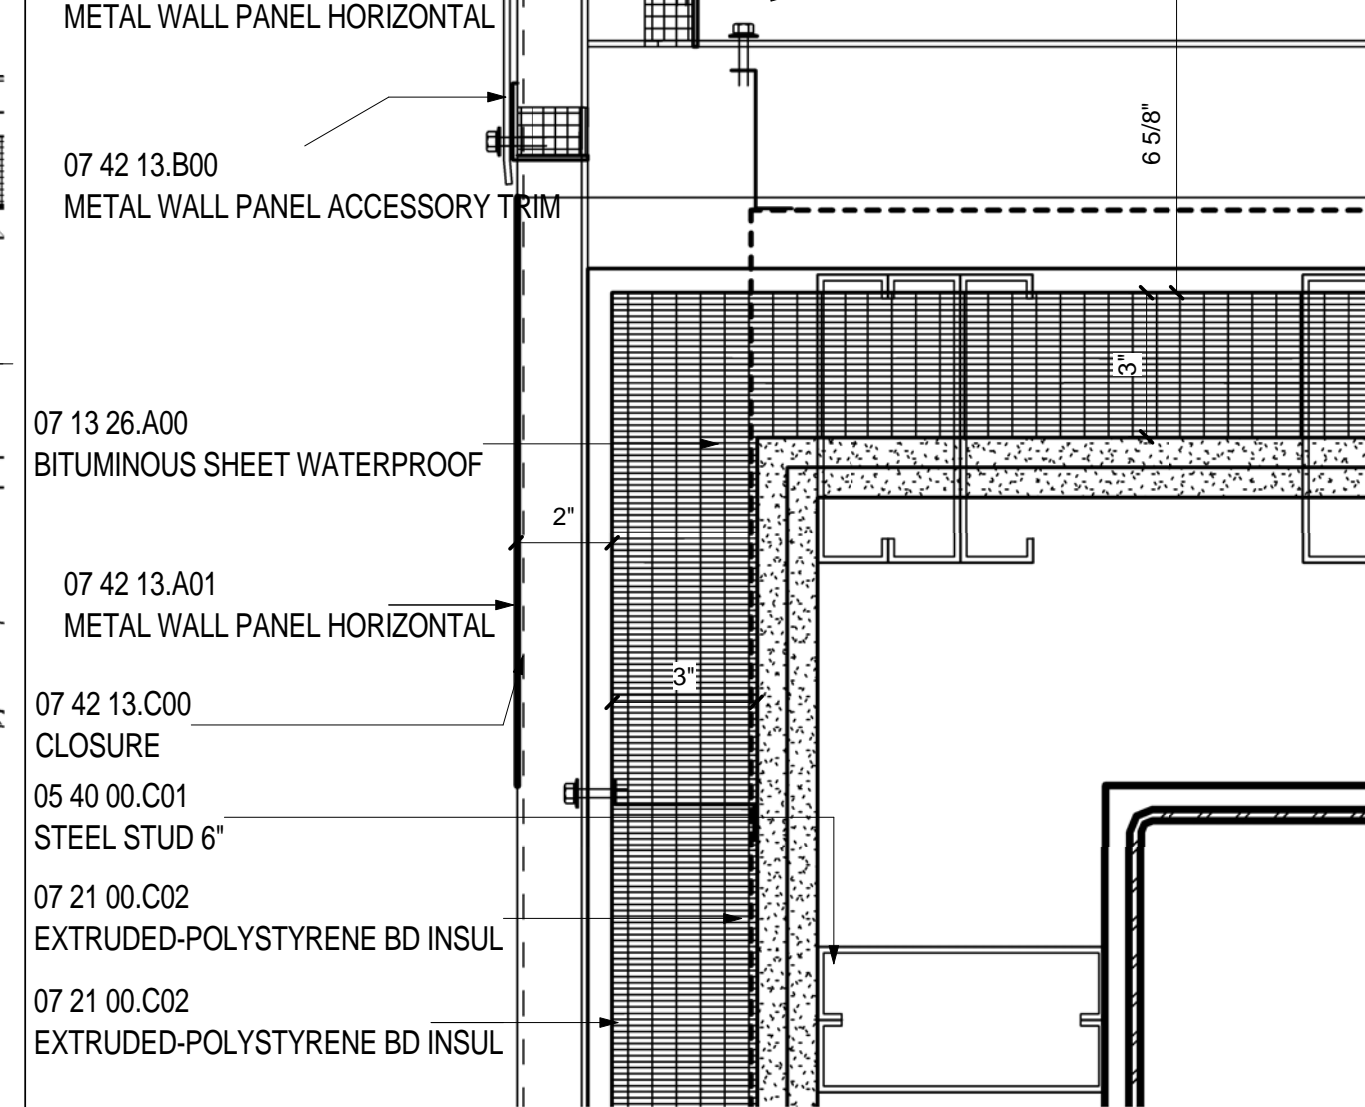 METAL WALL PANEL HORIZONTAL
07 42 13.B00
METAL WALL PANEL ACCESSORY TRIM
6 5/8"
3"
07 13 26.A00
BITUMINOUS SHEET WATERPROOF
2"
07 42 13.A01
METAL WALL PANEL HORIZONTAL
3"
07 42 13.C00
CLOSURE
05 40 00.C01
STEEL STUD 6"
07 21 00.C02
EXTRUDED-POLYSTYRENE BD INSUL
07 21 00.C02
EXTRUDED-POLYSTYRENE BD INSUL